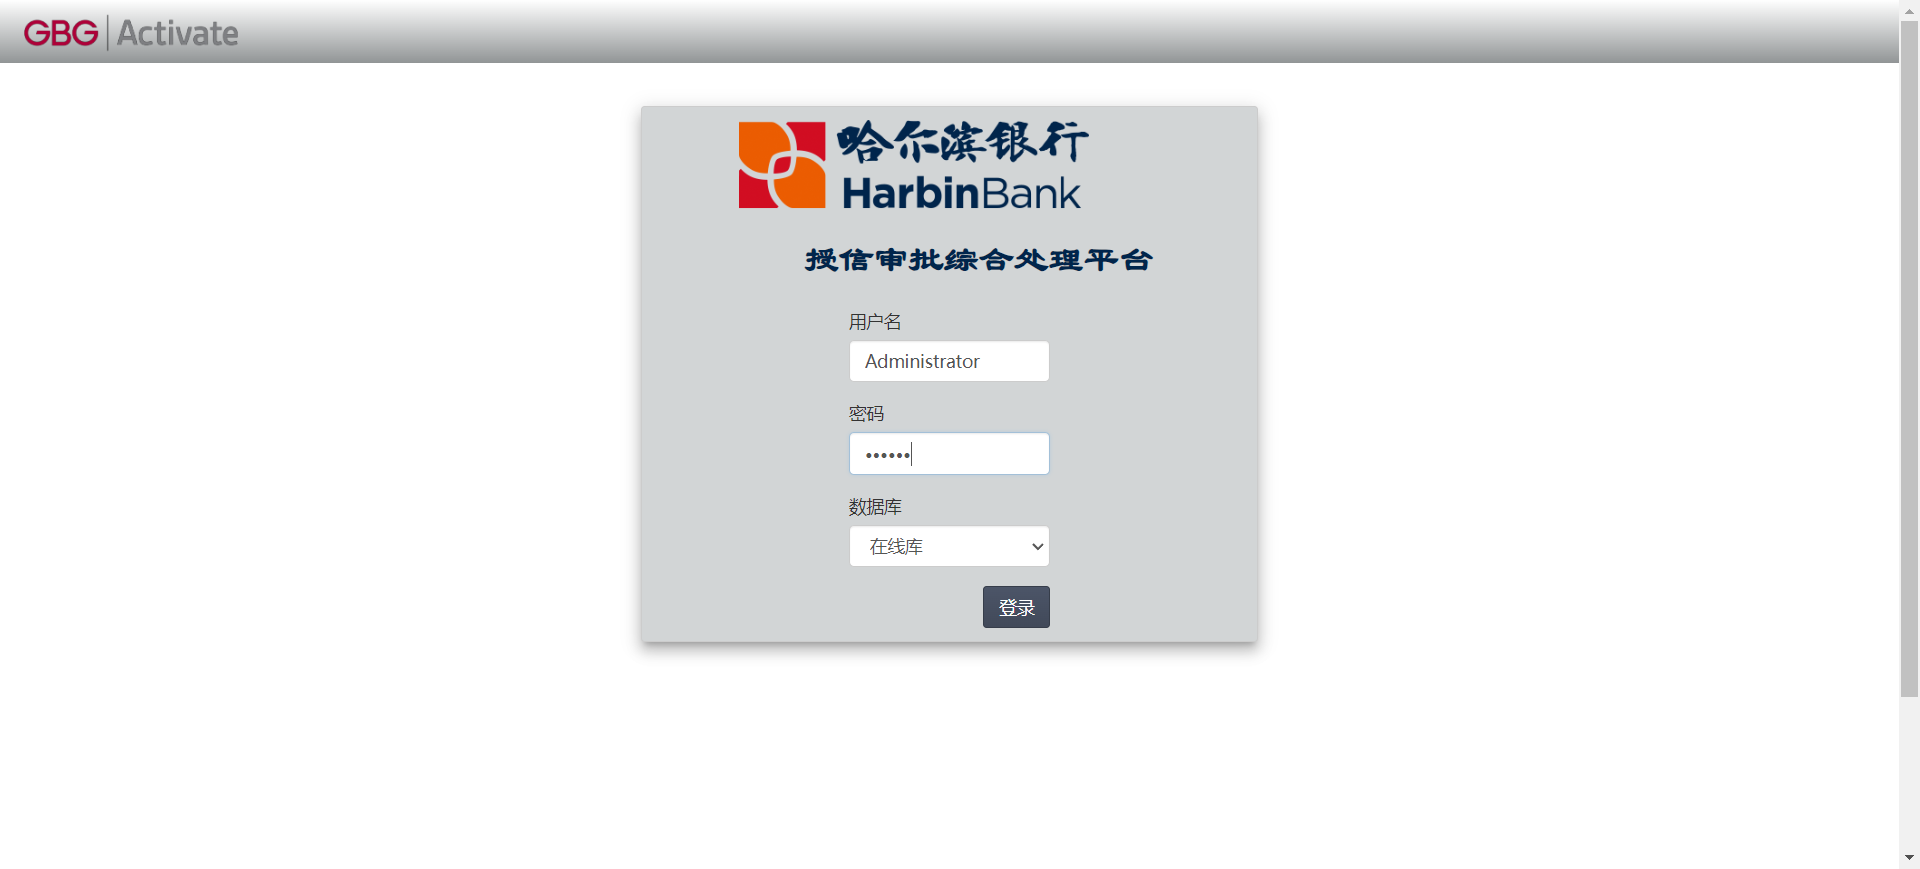 GBG Activate
哈尔滨银行
HarbinBank
授信审批综合处理平台
用户名
Administrator
密码
••••••
数据库
在线库
登录